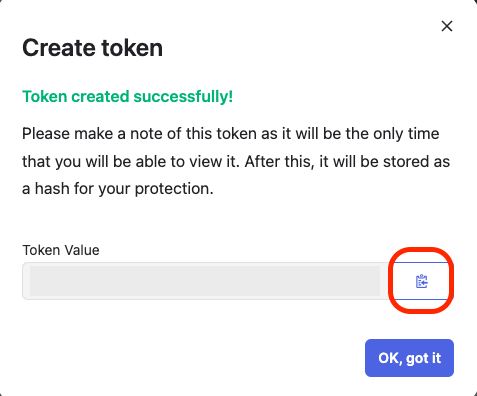 Create token
Token created successfully!
Please make a note of this token as it will be the only time
that you will be able to view it. After this, it will be stored as
a hash for your protection.
Token Value
OK, got it